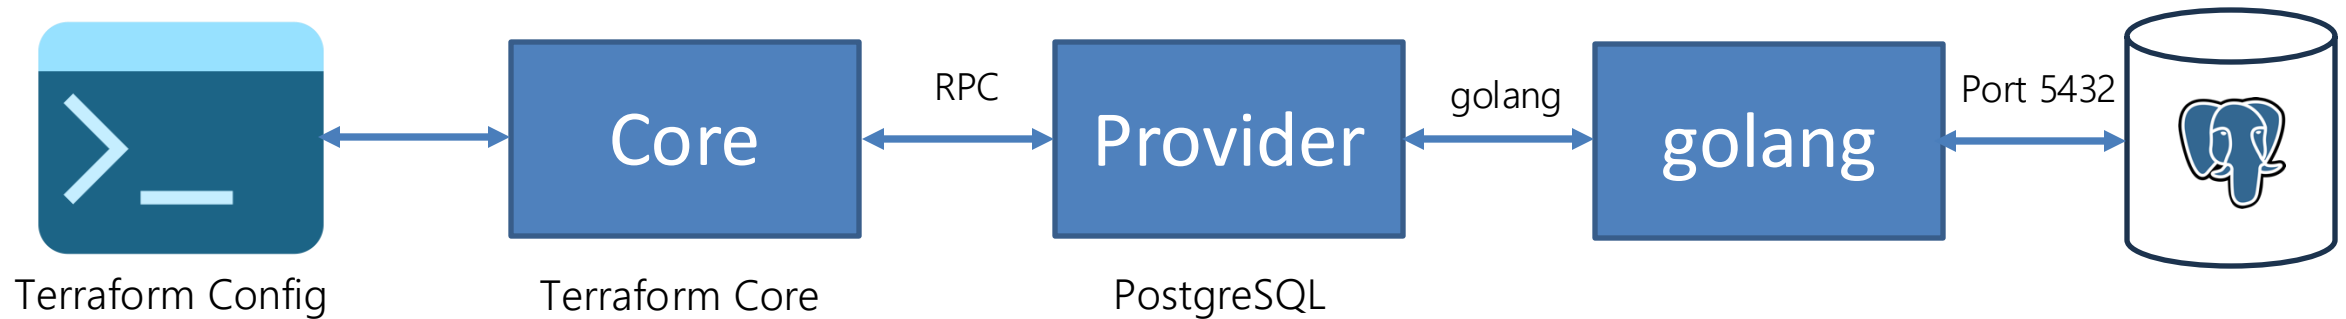 RPC
golang
Port 5432
Core
Provider
golang
Terraform Config
Terraform Core
PostgreSQL